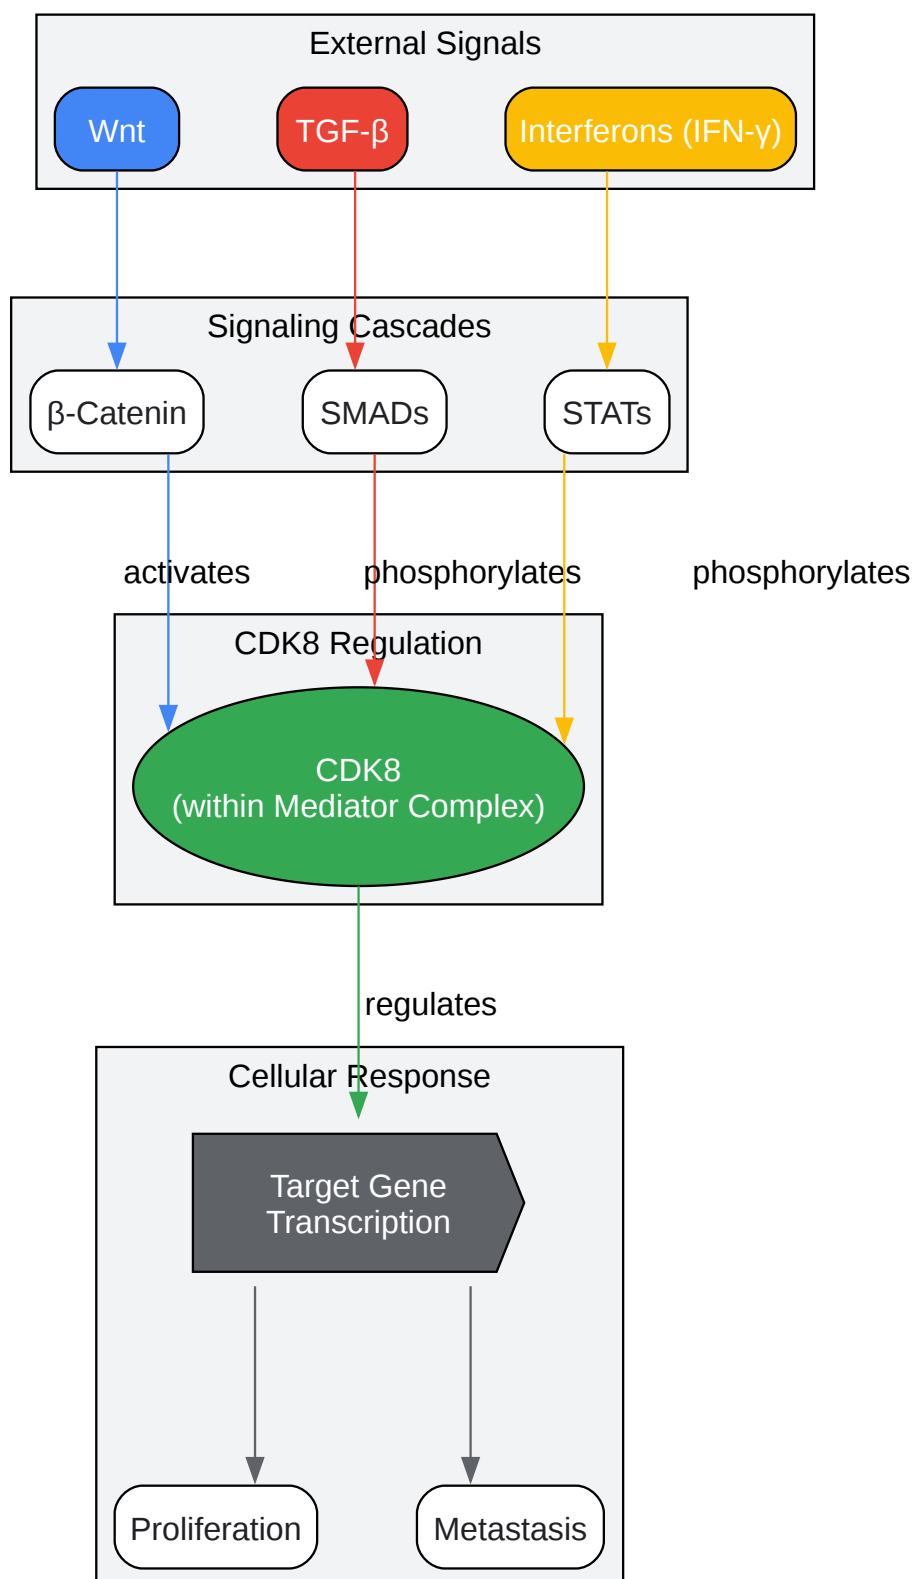 External Signals
Wnt
TGF-β
Interferons (IFN-γ)
Signaling Cascades
β-Catenin
SMADs
STATs
activates
phosphorylates
phosphorylates
CDK8 Regulation
CDK8
(within Mediator Complex)
regulates
Cellular Response
Target Gene
Transcription
Proliferation
Metastasis